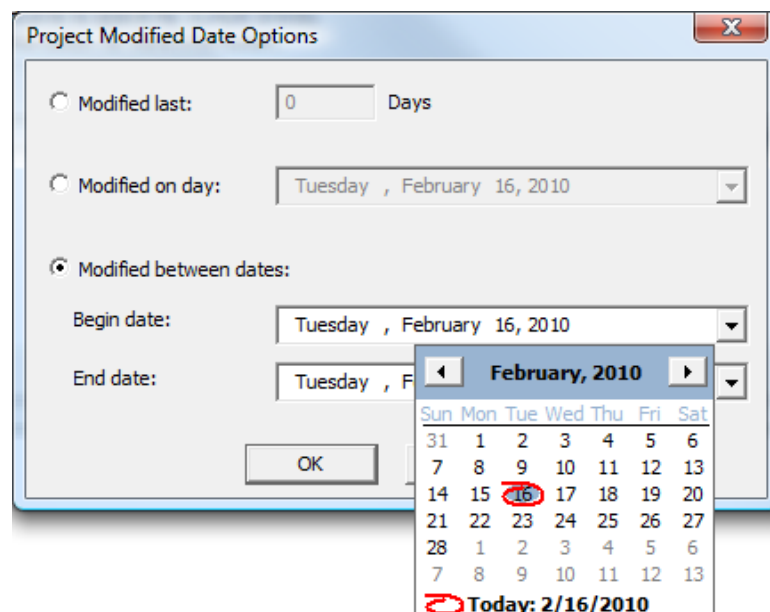 Project Modified Date Options
Modified last: 0 Days
Modified on day: Tuesday , February 16, 2010
Modified between dates:
Begin date: Tuesday , February 16, 2010
End date: Tuesday , F
February, 2010
Sun Mon Tue Wed Thu Fri Sat
31 1 2 3 4 5 6
7 8 9 10 11 12 13
14 15 16 17 18 19 20
21 22 23 24 25 26 27
28 1 2 3 4 5 6
7 8 9 10 11 12 13
Today: 2/16/2010
OK